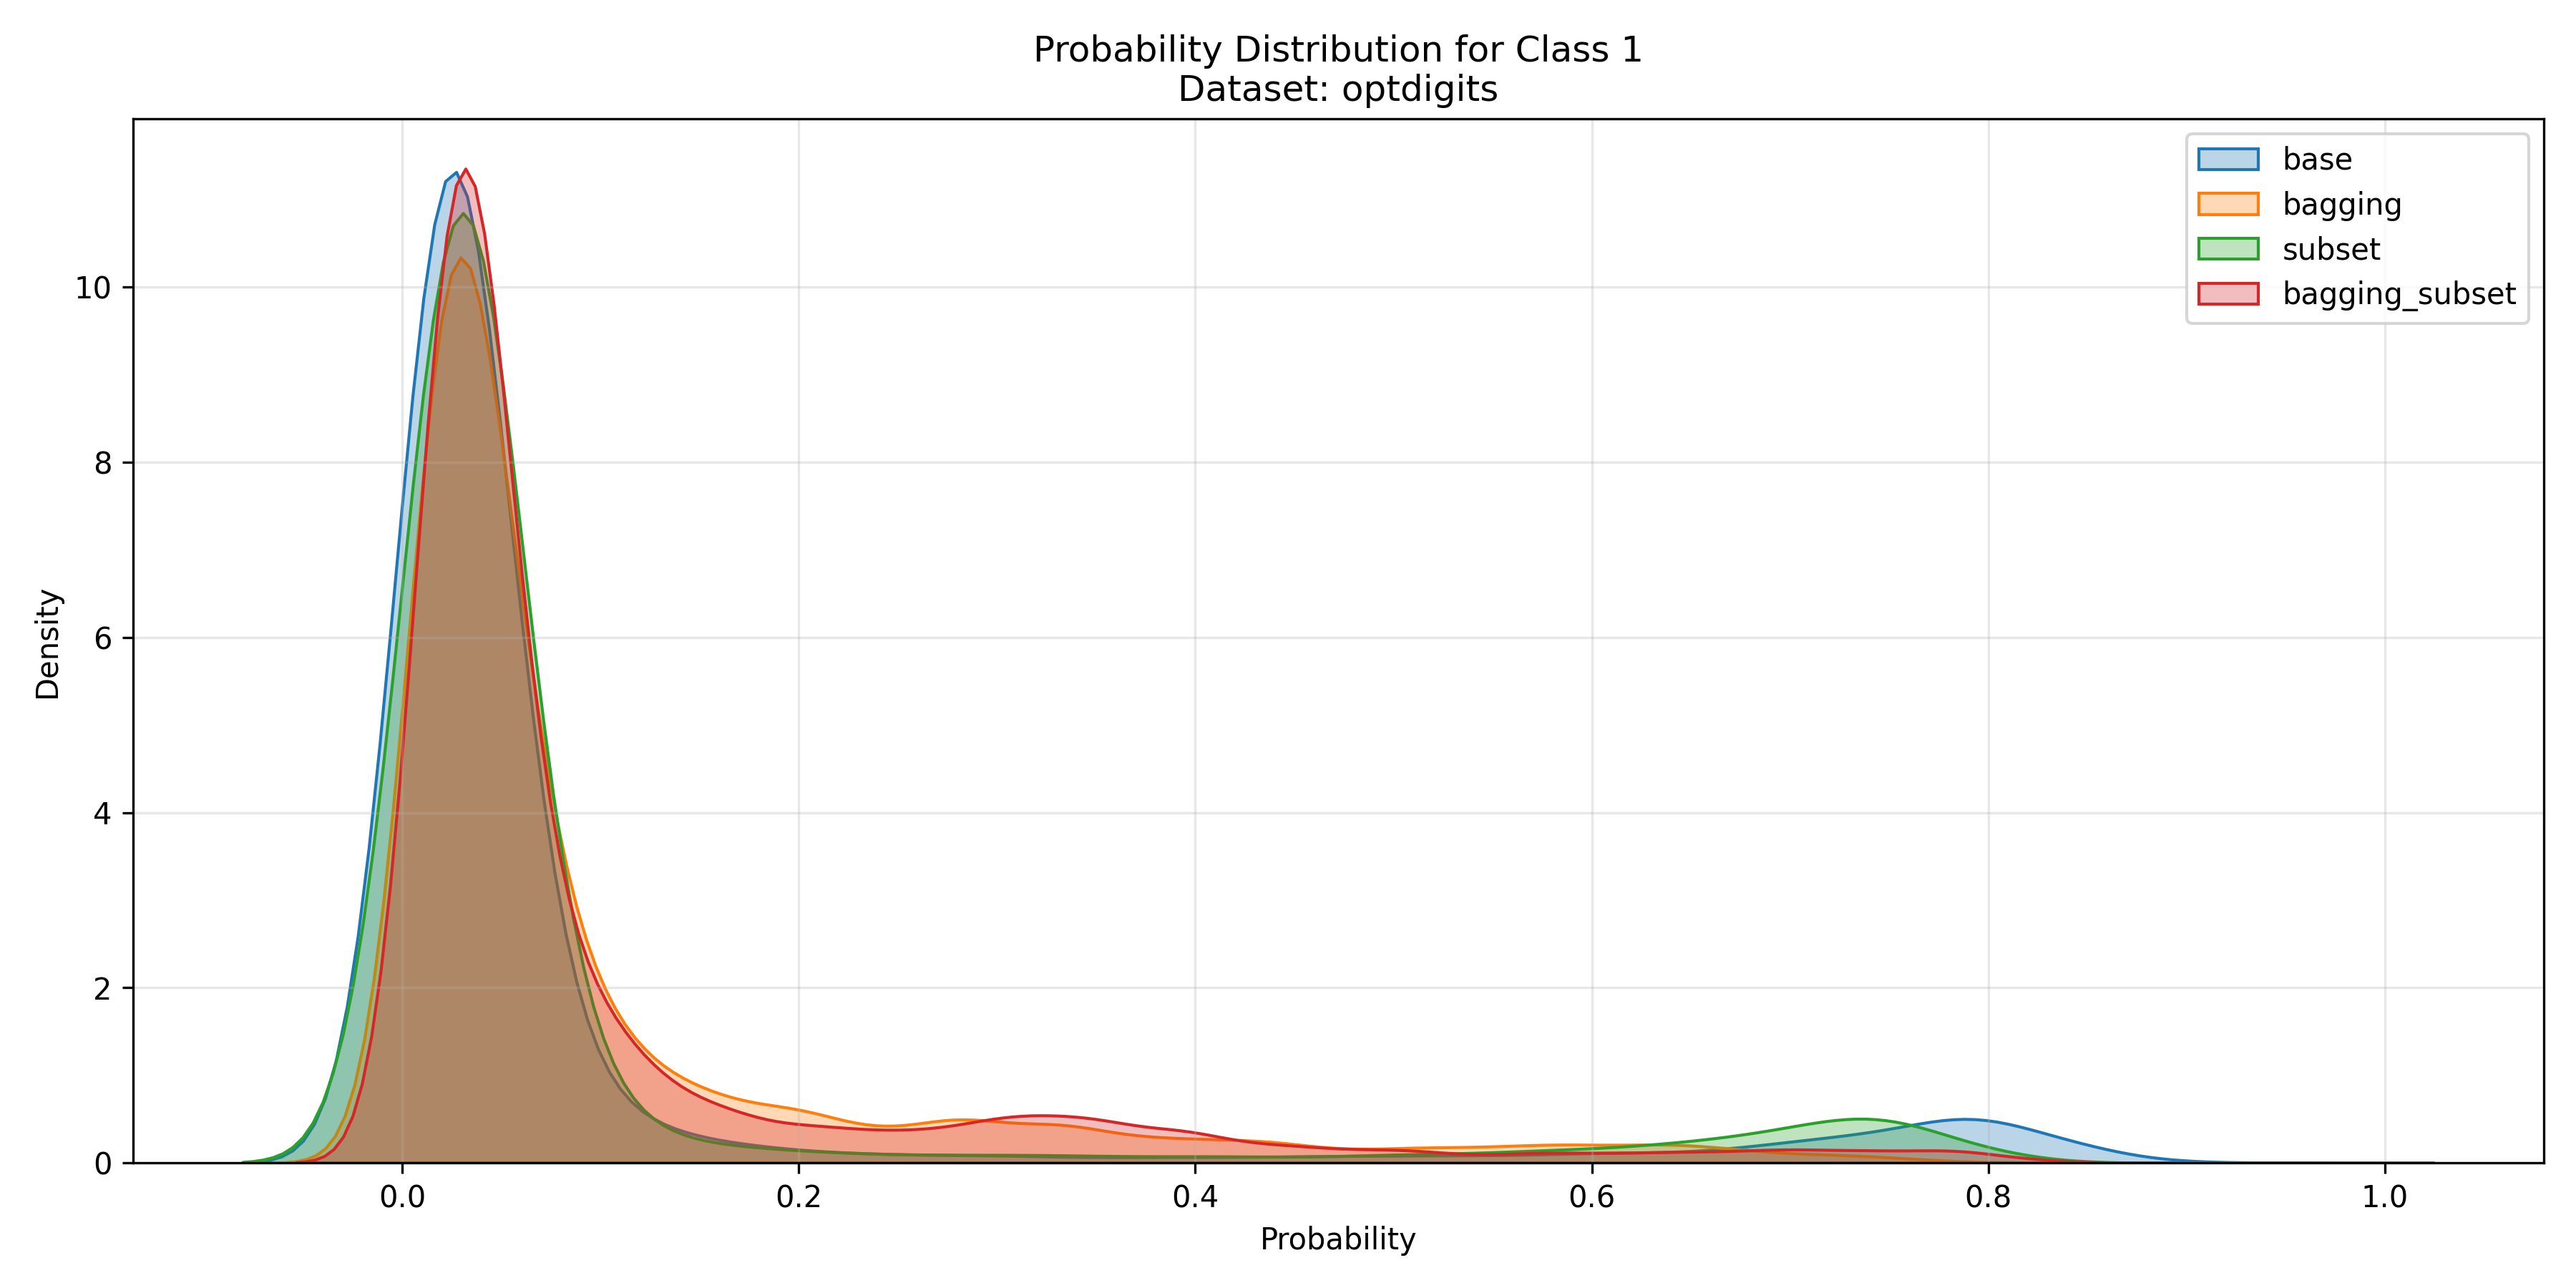 Probability Distribution for Class 1
Dataset: optdigits
base
bagging
subset
bagging_subset
Density
10
8
6
4
2
0
0.0 0.2 0.4 0.6 0.8 1.0
Probability